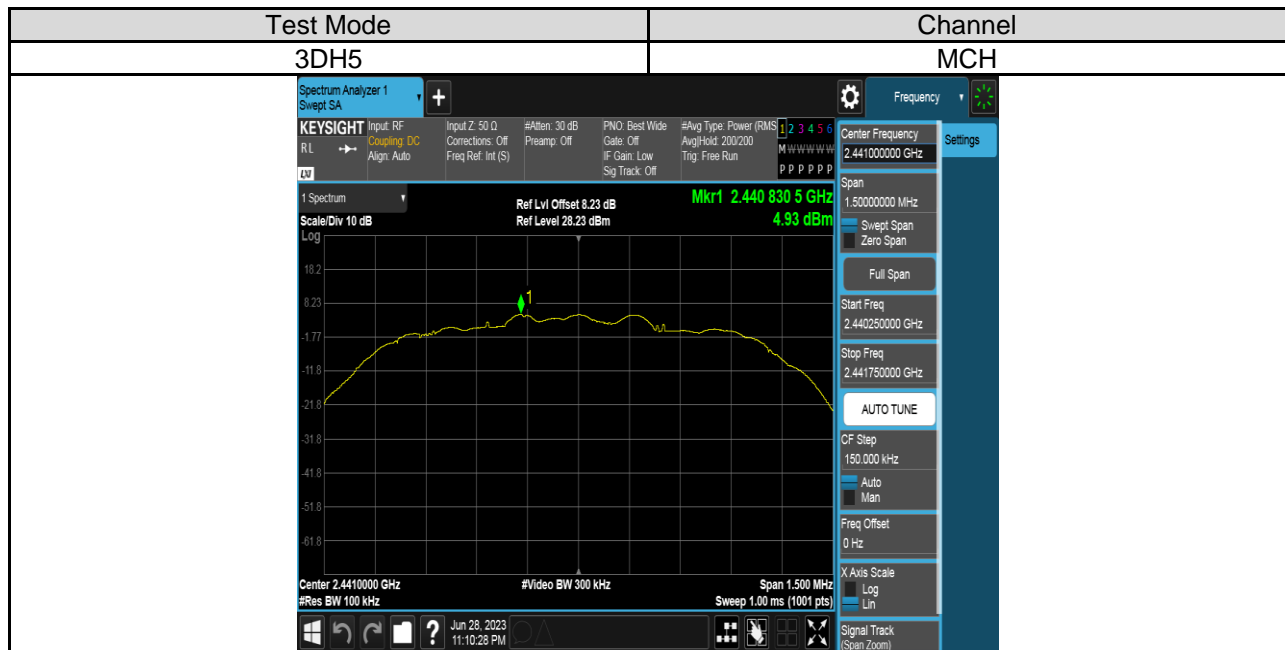 Test Mode Channel
3DH5 MCH
Spectrum Analyzer 1
Swept SA
+
Frequency
KEYSIGHT
RL
LXI
Input: RF
Coupling: DC
Align: Auto
Input Z: 50 Ω
Corrections: Off
Freq Ref: Int (S)
#Atten: 30 dB
Preamp: Off
PNO: Best Wide
Gate: Off
IF Gain: Low
Sig Track: Off
#Avg Type: Power (RMS
Avg|Hold: 200/200
Trig: Free Run
1 2 3 4 5 6
M W W W W W
P P P P P P
1 Spectrum
Scale/Div 10 dB
Log
Ref Lvl Offset 8.23 dB
Ref Level 28.23 dBm
Mkr1 2.440 830 5 GHz
4.93 dBm
1
18.2
8.23
-1.77
-11.8
-21.8
-31.8
-41.8
-51.8
-61.8
Center 2.4410000 GHz
#Res BW 100 kHz
#Video BW 300 kHz
Span 1.500 MHz
Sweep 1.00 ms (1001 pts)
Center Frequency
2.441000000 GHz
Settings
Span
1.50000000 MHz
Swept Span
Zero Span
Full Span
Start Freq
2.440250000 GHz
Stop Freq
2.441750000 GHz
AUTO TUNE
CF Step
150.000 kHz
Auto
Man
Freq Offset
0 Hz
X Axis Scale
Log
Lin
Signal Track
(Span Zoom)
?
Jun 28, 2023
11:10:28 PM